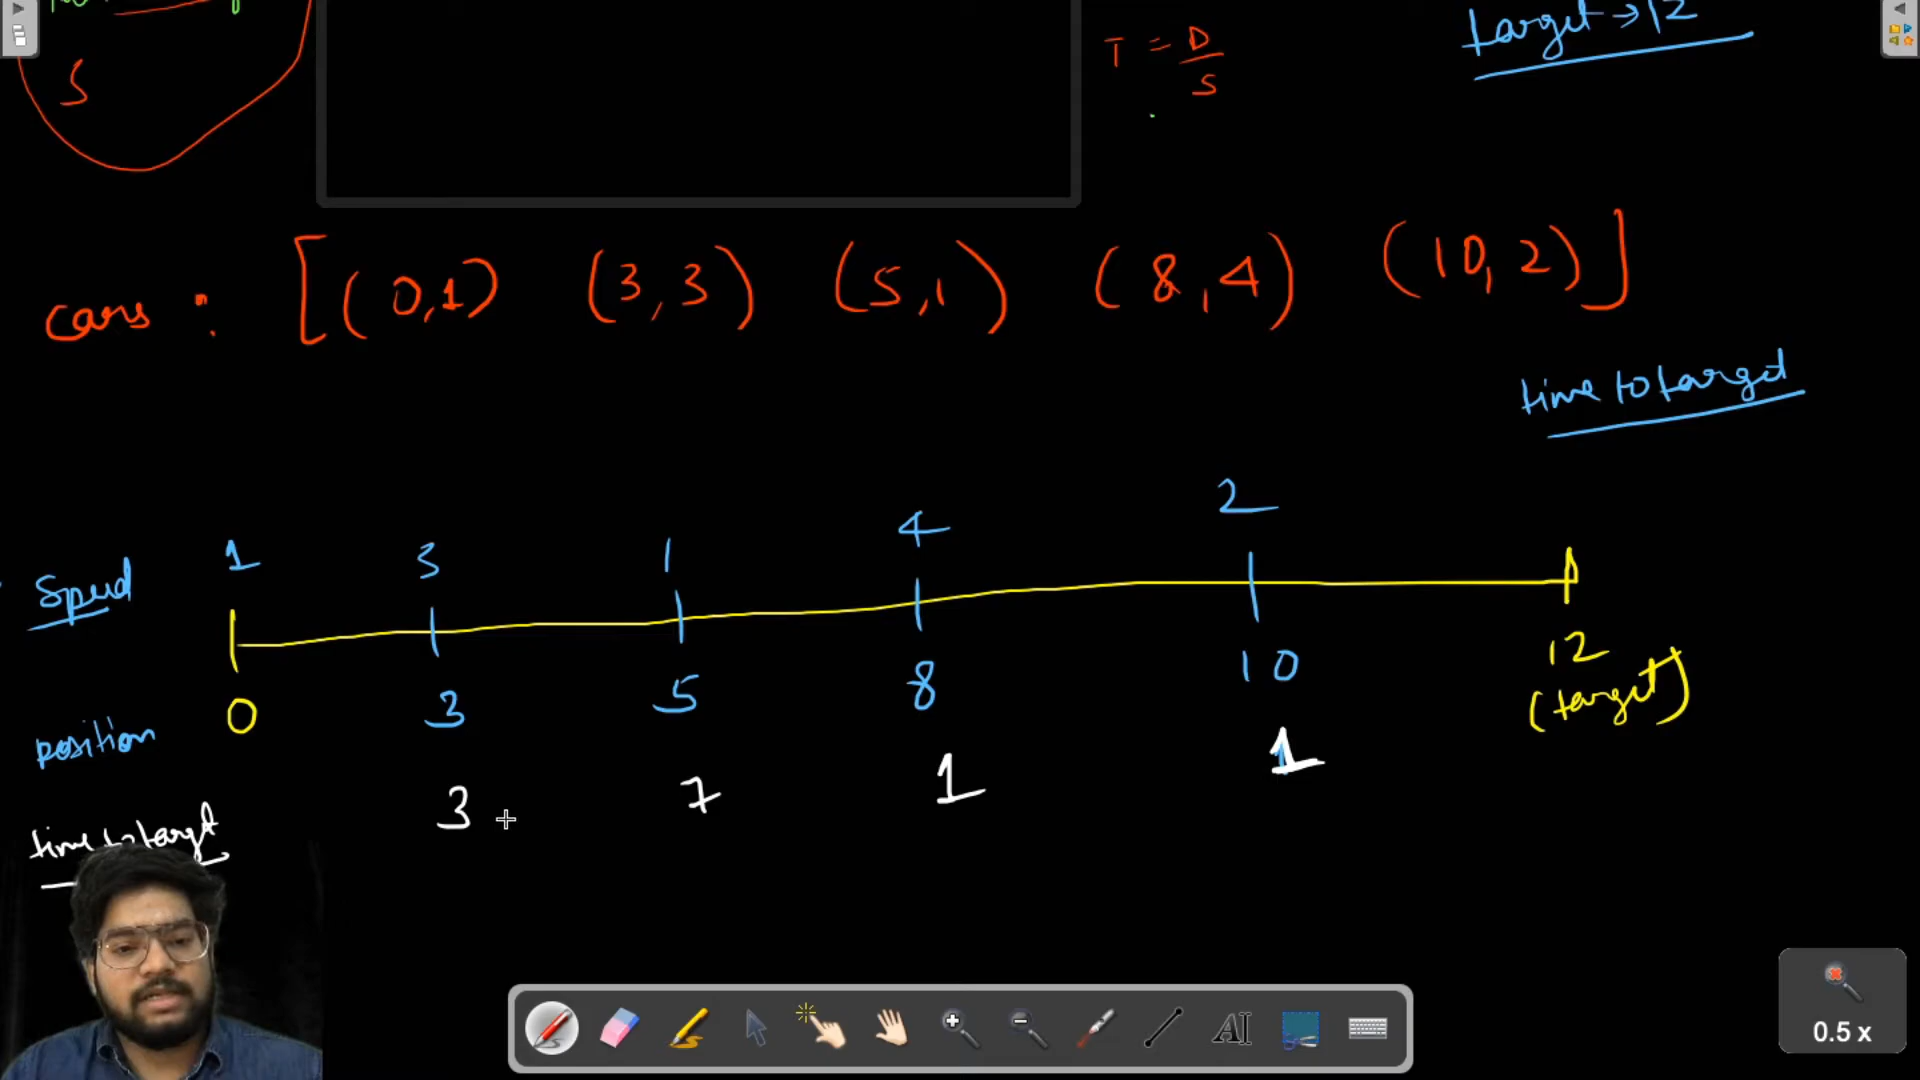 target → 12
T = D
S
S
cars : [(0,1) (3,3) (5,1) (8,4) (10,2)]
time to target
Speed 1 3 1 4 2
0 3 5 8 10 12
(target)
position
time to target 3 7 1 1
AI
0.5 x